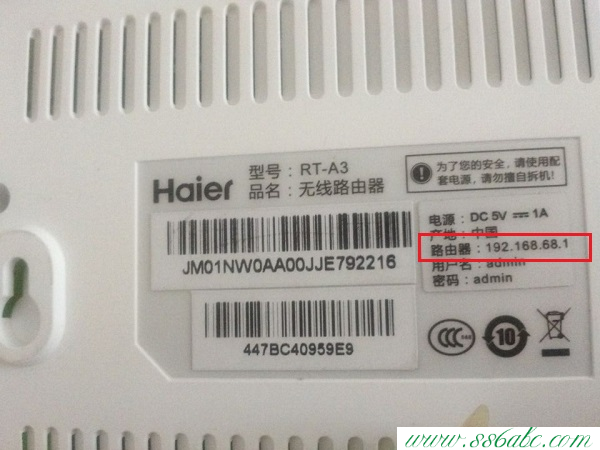 Haier
型号：RT-A3
品名：无线路由器
为了您的安全，请使用配
套电源，请勿擅自拆机！
JM01NW0AA00JJE792216
447BC40959E9
电源：DC 5V ⎓ 1A
产地：中国
路由器：192.168.68.1
用户名：admin
密码：admin
10
www.886abc.com